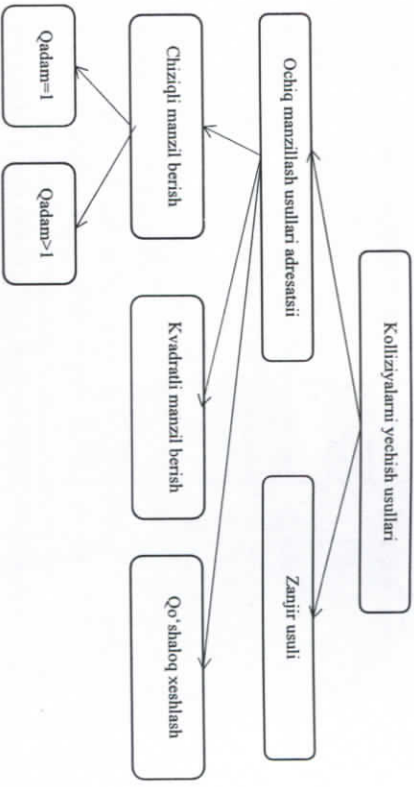 Kolliziyalarni yechish usullari
Ochiq manzillash usullari adresatsii
Zanjir usuli
Chiziqli manzil berish
Kvadratli manzil berish
Qo‘shaloq xeshlash
Qadam=1
Qadam>1